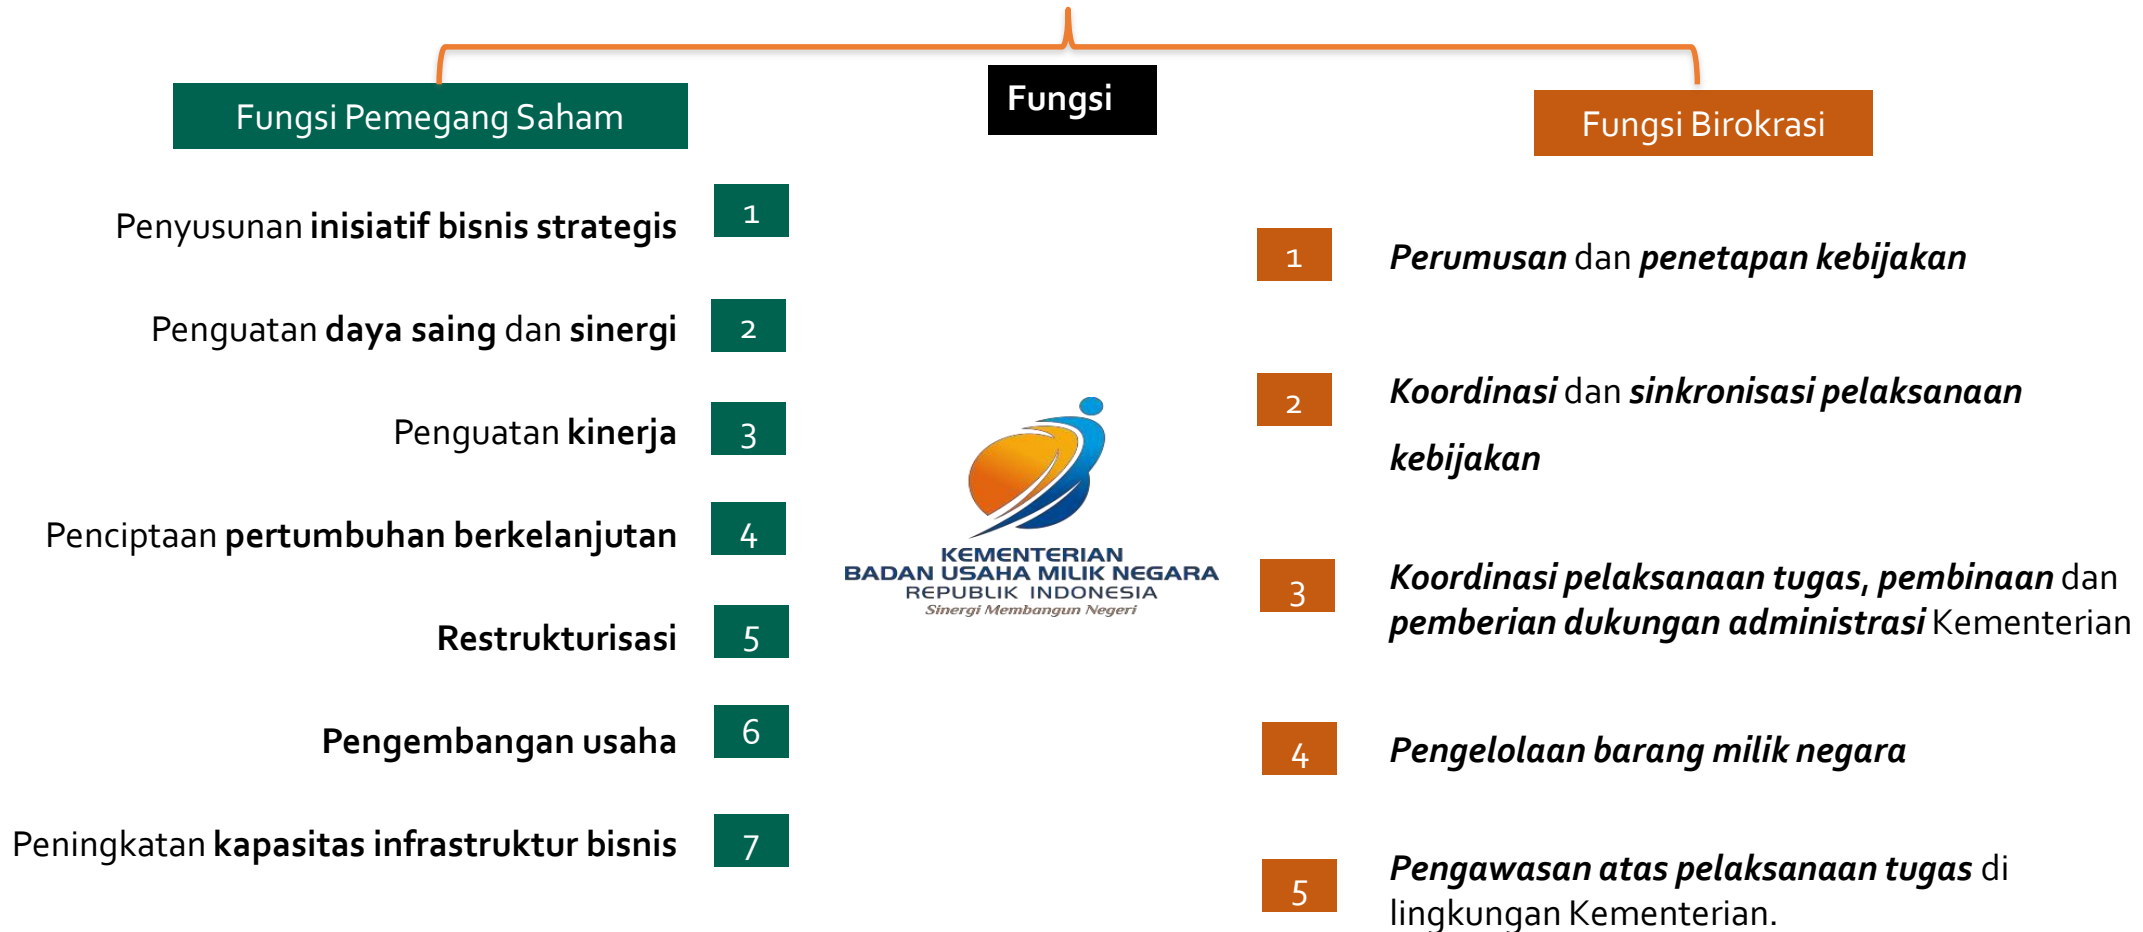 Fungsi
Fungsi Pemegang Saham
1
Penyusunan inisiatif bisnis strategis
2
Penguatan daya saing dan sinergi
3
Penguatan kinerja
4
Penciptaan pertumbuhan berkelanjutan
5
Restrukturisasi
6
Pengembangan usaha
7
Peningkatan kapasitas infrastruktur bisnis
KEMENTERIAN
BADAN USAHA MILIK NEGARA
REPUBLIK INDONESIA
Sinergi Membangun Negeri
Fungsi Birokrasi
1
Perumusan dan penetapan kebijakan
2
Koordinasi dan sinkronisasi pelaksanaan
kebijakan
3
Koordinasi pelaksanaan tugas, pembinaan dan
pemberian dukungan administrasi Kementerian
4
Pengelolaan barang milik negara
5
Pengawasan atas pelaksanaan tugas di
lingkungan Kementerian.